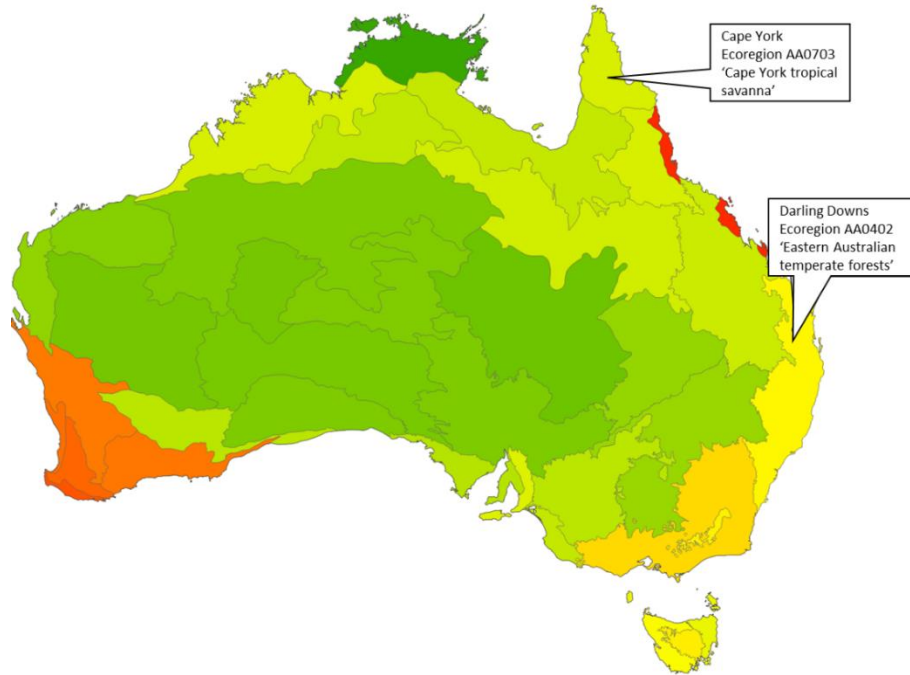 Cape York
Ecoregion AA0703
‘Cape York tropical
savanna’
Darling Downs
Ecoregion AA0402
‘Eastern Australian
temperate forests’